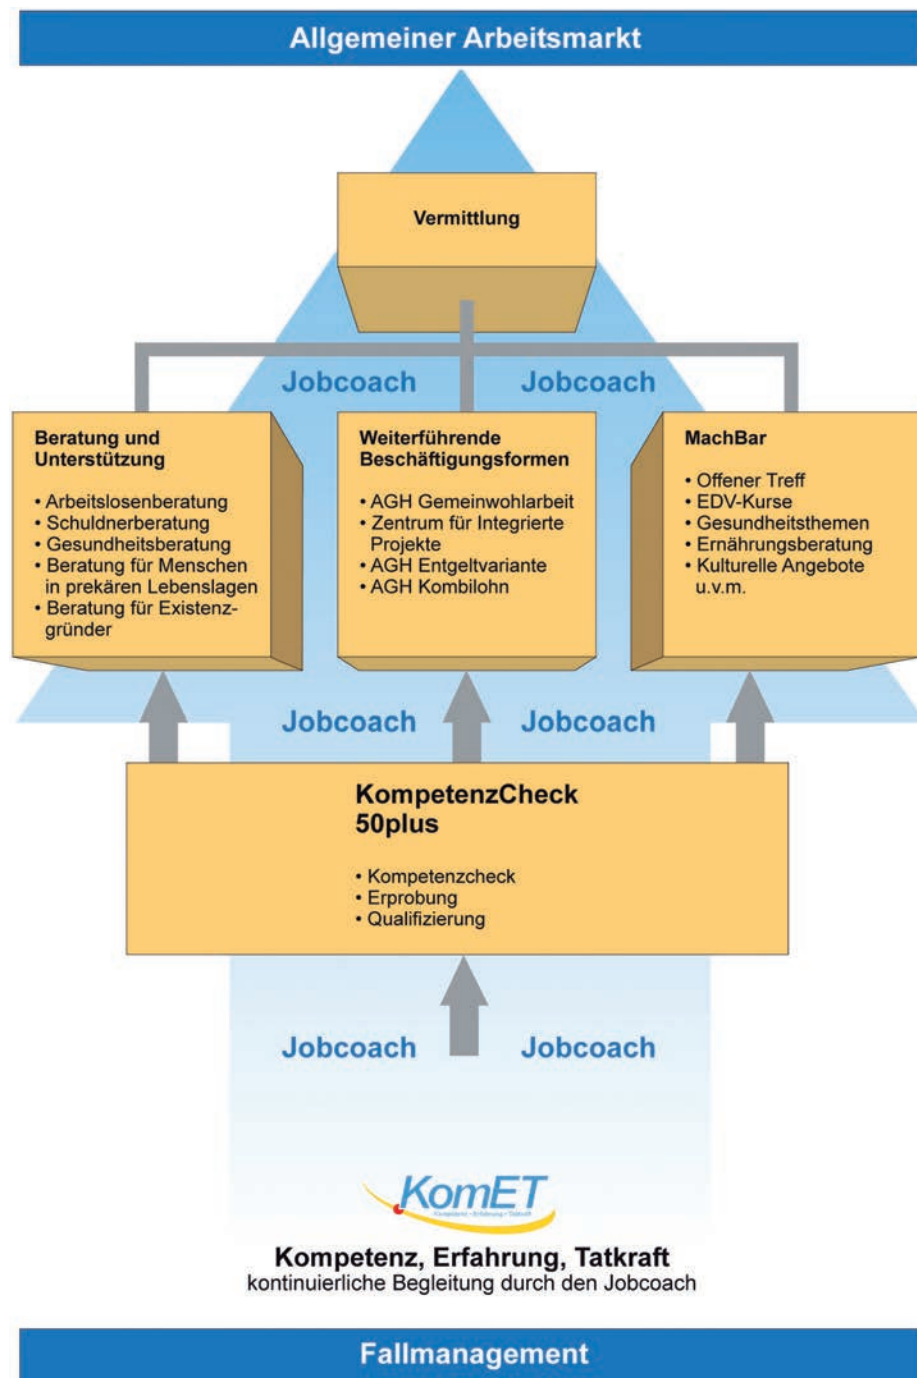 Allgemeiner Arbeitsmarkt
Vermittlung
Jobcoach Jobcoach
Beratung und
Unterstützung
• Arbeitslosenberatung
• Schuldnerberatung
• Gesundheitsberatung
• Beratung für Menschen
in prekären Lebenslagen
• Beratung für Existenz-
gründer
Weiterführende
Beschäftigungsformen
• AGH Gemeinwohlarbeit
• Zentrum für Integrierte
Projekte
• AGH Entgeltvariante
• AGH Kombilohn
MachBar
• Offener Treff
• EDV-Kurse
• Gesundheitsthemen
• Ernährungsberatung
• Kulturelle Angebote
u.v.m.
Jobcoach Jobcoach
KompetenzCheck
50plus
• Kompetenzcheck
• Erprobung
• Qualifizierung
Jobcoach Jobcoach
KomET
Kompetenz • Erfahrung • Tatkraft
Kompetenz, Erfahrung, Tatkraft
kontinuierliche Begleitung durch den Jobcoach
Fallmanagement